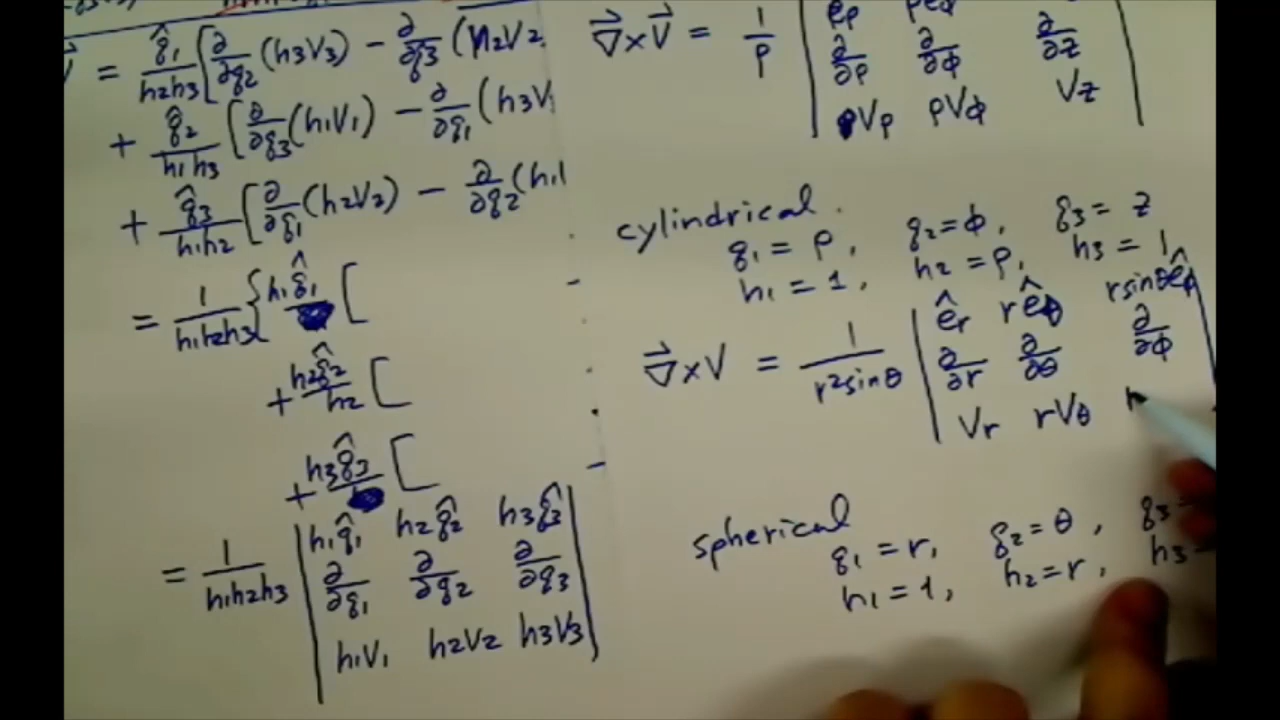 = q̂1/h2h3 [∂/∂q2 (h3V3) − ∂/∂q3 (h2V2
+ q̂2/h1h3 [∂/∂q3 (h1V1) − ∂/∂q1 (h3V
+ q̂3/h1h2 [∂/∂q1 (h2V2) − ∂/∂q2 (h1
= 1/h1h2h3 { h1q̂1 [
+ h2q̂2/h2 [
+ h3q̂3 [
= 1/h1h2h3 | h1q̂1 h2q̂2 h3q̂3 |
∂/∂q1 ∂/∂q2 ∂/∂q3
h1V1 h2V2 h3V3
∇⃗×V⃗ = 1/ρ | êρ ρêφ
∂/∂ρ ∂/∂φ ∂/∂z
Vρ ρVφ Vz
cylindrical
q1 = ρ, q2 = φ, q3 = z
h1 = 1, h2 = ρ, h3 = 1
∇⃗×V = 1/r²sinθ | êr rêθ rsinθêφ |
∂/∂r ∂/∂θ ∂/∂φ
Vr rVθ
spherical
q1 = r, q2 = θ, q3 =
h1 = 1, h2 = r, h3 =